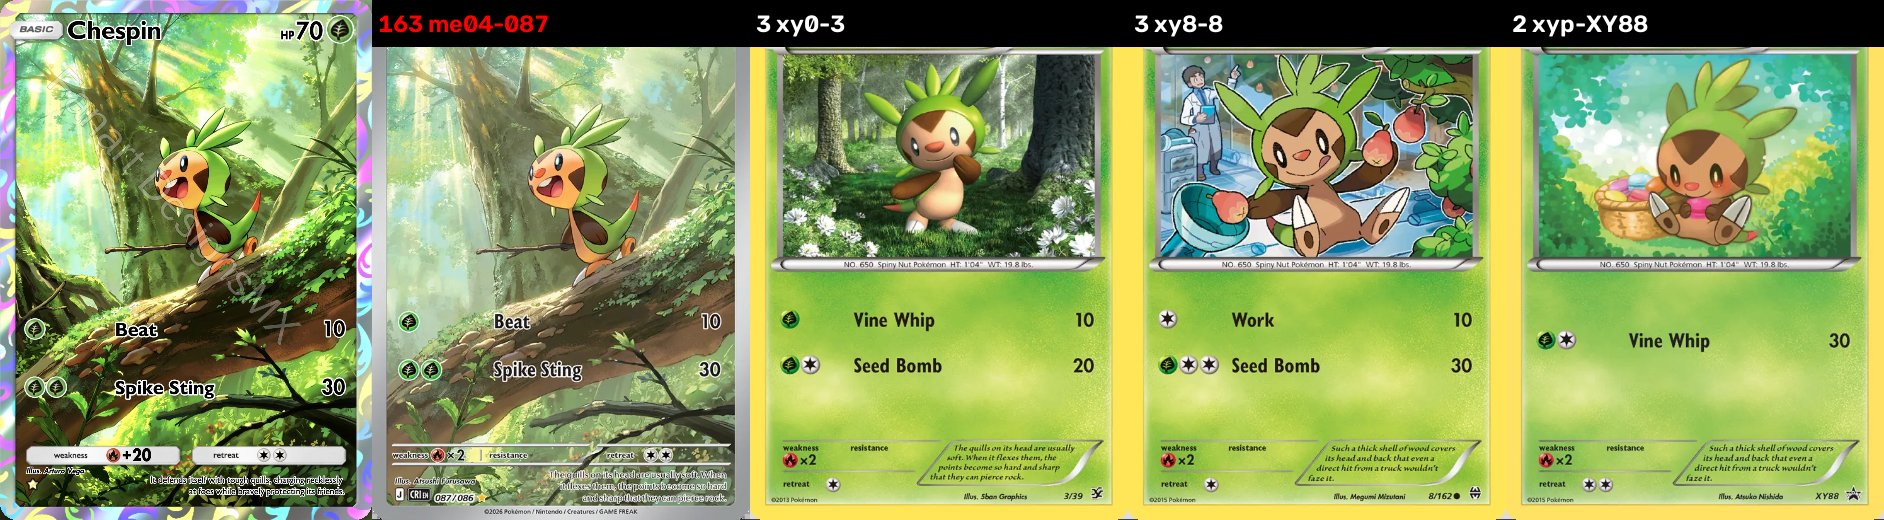 BASIC Chespin HP 70
Beat 10
Spike Sting 30
weakness +20 retreat
Illus. Arturo Vega
It defends itself with tough quills, charging recklessly
at foes while bravely protecting its friends.
163 me04-087
Beat 10
Spike Sting 30
weakness ×2 resistance retreat
Illus. Atsushi Furusawa
J CRI EN 087/086
The quills on its head are usually soft. When
it flexes them, the points become so hard
and sharp that they can pierce rock.
©2026 Pokémon / Nintendo / Creatures / GAME FREAK
3 xy0-3
NO. 650 Spiny Nut Pokémon HT: 1'04" WT: 19.8 lbs.
Vine Whip 10
Seed Bomb 20
weakness resistance
×2
retreat
The quills on its head are usually
soft. When it flexes them, the
points become so hard and sharp
that they can pierce rock.
©2013 Pokémon
Illus. 5ban Graphics 3/39
3 xy8-8
NO. 650 Spiny Nut Pokémon HT: 1'04" WT: 19.8 lbs.
Work 10
Seed Bomb 30
weakness resistance
×2
retreat
Such a thick shell of wood covers
its head and back that even a
direct hit from a truck wouldn't
faze it.
©2015 Pokémon
Illus. Megumi Mizutani 8/162
2 xyp-XY88
NO. 650 Spiny Nut Pokémon HT: 1'04" WT: 19.8 lbs.
Vine Whip 30
weakness resistance
×2
retreat
Such a thick shell of wood covers
its head and back that even a
direct hit from a truck wouldn't
faze it.
©2015 Pokémon
Illus. Atsuko Nishida XY88